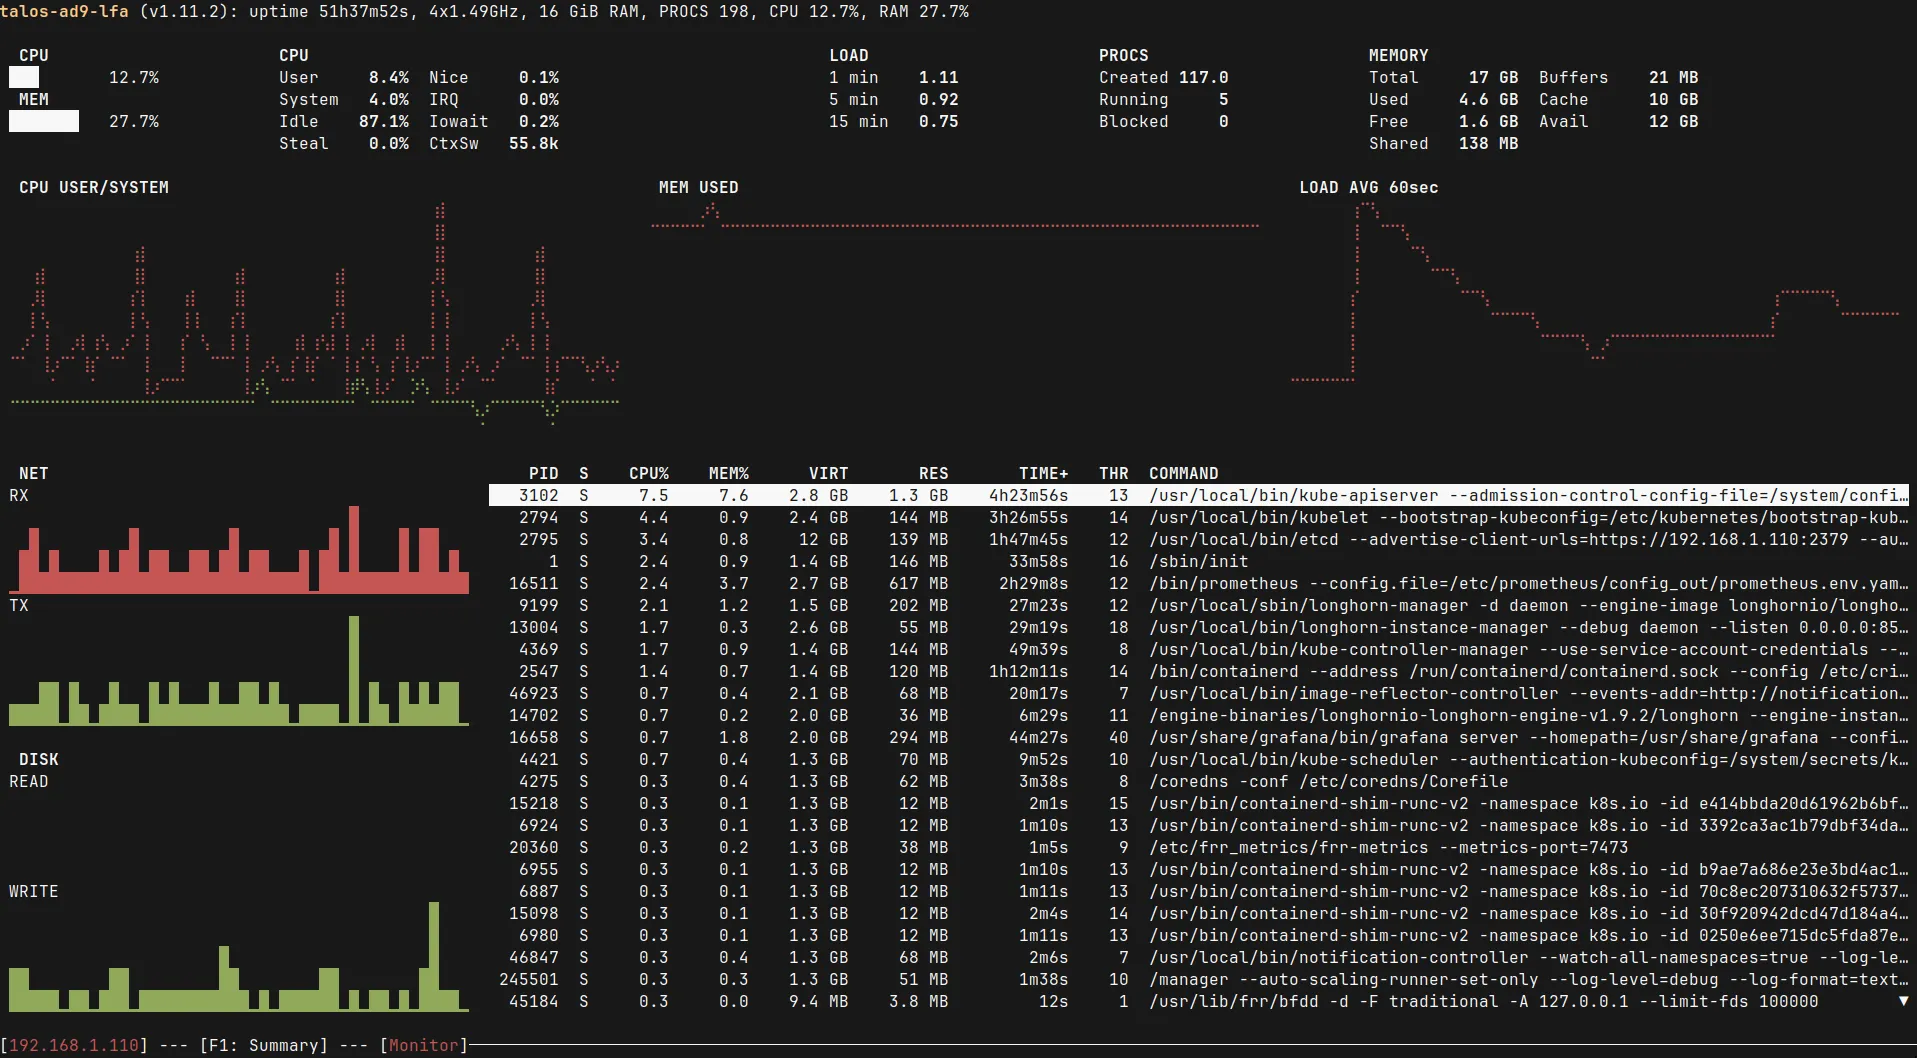 talos-ad9-lfa (v1.11.2): uptime 51h37m52s, 4x1.49GHz, 16 GiB RAM, PROCS 198, CPU 12.7%, RAM 27.7%
CPU CPU LOAD PROCS MEMORY
12.7% User 8.4% Nice 0.1% 1 min 1.11 Created 117.0 Total 17 GB Buffers 21 MB
MEM System 4.0% IRQ 0.0% 5 min 0.92 Running 5 Used 4.6 GB Cache 10 GB
27.7% Idle 87.1% Iowait 0.2% 15 min 0.75 Blocked 0 Free 1.6 GB Avail 12 GB
Steal 0.0% CtxSw 55.8k Shared 138 MB
CPU USER/SYSTEM MEM USED LOAD AVG 60sec
NET PID S CPU% MEM% VIRT RES TIME+ THR COMMAND
RX 3102 S 7.5 7.6 2.8 GB 1.3 GB 4h23m56s 13 /usr/local/bin/kube-apiserver --admission-control-config-file=/system/confi…
2794 S 4.4 0.9 2.4 GB 144 MB 3h26m55s 14 /usr/local/bin/kubelet --bootstrap-kubeconfig=/etc/kubernetes/bootstrap-kub…
2795 S 3.4 0.8 12 GB 139 MB 1h47m45s 12 /usr/local/bin/etcd --advertise-client-urls=https://192.168.1.110:2379 --au…
1 S 2.4 0.9 1.4 GB 146 MB 33m58s 16 /sbin/init
16511 S 2.4 3.7 2.7 GB 617 MB 2h29m8s 12 /bin/prometheus --config.file=/etc/prometheus/config_out/prometheus.env.yam…
TX 9199 S 2.1 1.2 1.5 GB 202 MB 27m23s 12 /usr/local/sbin/longhorn-manager -d daemon --engine-image longhornio/longho…
13004 S 1.7 0.3 2.6 GB 55 MB 29m19s 18 /usr/local/bin/longhorn-instance-manager --debug daemon --listen 0.0.0.0:85…
4369 S 1.7 0.9 1.4 GB 144 MB 49m39s 8 /usr/local/bin/kube-controller-manager --use-service-account-credentials --…
2547 S 1.4 0.7 1.4 GB 120 MB 1h12m11s 14 /bin/containerd --address /run/containerd/containerd.sock --config /etc/cri…
46923 S 0.7 0.4 2.1 GB 68 MB 20m17s 7 /usr/local/bin/image-reflector-controller --events-addr=http://notification…
14702 S 0.7 0.2 2.0 GB 36 MB 6m29s 11 /engine-binaries/longhornio-longhorn-engine-v1.9.2/longhorn --engine-instan…
16658 S 0.7 1.8 2.0 GB 294 MB 44m27s 40 /usr/share/grafana/bin/grafana server --homepath=/usr/share/grafana --confi…
DISK 4421 S 0.7 0.4 1.3 GB 70 MB 9m52s 10 /usr/local/bin/kube-scheduler --authentication-kubeconfig=/system/secrets/k…
READ 4275 S 0.3 0.4 1.3 GB 62 MB 3m38s 8 /coredns -conf /etc/coredns/Corefile
15218 S 0.3 0.1 1.3 GB 12 MB 2m1s 15 /usr/bin/containerd-shim-runc-v2 -namespace k8s.io -id e414bbda20d61962b6bf…
6924 S 0.3 0.1 1.3 GB 12 MB 1m10s 13 /usr/bin/containerd-shim-runc-v2 -namespace k8s.io -id 3392ca3ac1b79dbf34da…
20360 S 0.3 0.2 1.3 GB 38 MB 1m5s 9 /etc/frr_metrics/frr-metrics --metrics-port=7473
6955 S 0.3 0.1 1.3 GB 12 MB 1m10s 13 /usr/bin/containerd-shim-runc-v2 -namespace k8s.io -id b9ae7a686e23e3bd4ac1…
WRITE 6887 S 0.3 0.1 1.3 GB 12 MB 1m11s 13 /usr/bin/containerd-shim-runc-v2 -namespace k8s.io -id 70c8ec207310632f5737…
15098 S 0.3 0.1 1.3 GB 12 MB 2m4s 14 /usr/bin/containerd-shim-runc-v2 -namespace k8s.io -id 30f920942dcd47d184a4…
6980 S 0.3 0.1 1.3 GB 12 MB 1m11s 13 /usr/bin/containerd-shim-runc-v2 -namespace k8s.io -id 0250e6ee715dc5fda87e…
46847 S 0.3 0.4 1.3 GB 68 MB 2m6s 7 /usr/local/bin/notification-controller --watch-all-namespaces=true --log-le…
245501 S 0.3 0.3 1.3 GB 51 MB 1m38s 10 /manager --auto-scaling-runner-set-only --log-level=debug --log-format=text…
45184 S 0.3 0.0 9.4 MB 3.8 MB 12s 1 /usr/lib/frr/bfdd -d -F traditional -A 127.0.0.1 --limit-fds 100000 ▼
[192.168.1.110] --- [F1: Summary] --- [Monitor]